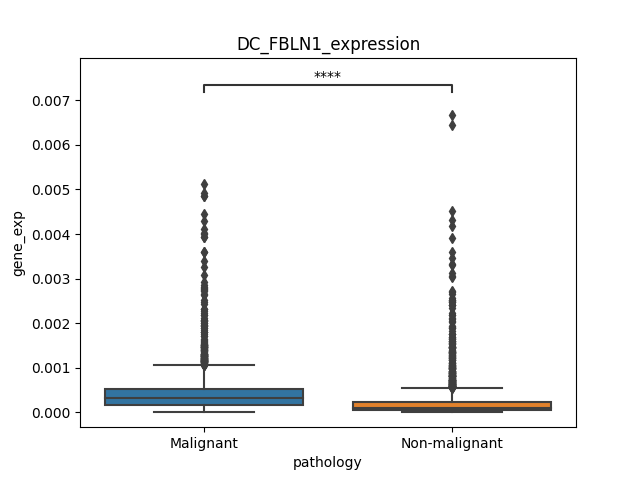 DC_FBLN1_expression
****
0.007
0.006
0.005
0.004
0.003
0.002
0.001
0.000
gene_exp
Malignant
Non-malignant
pathology